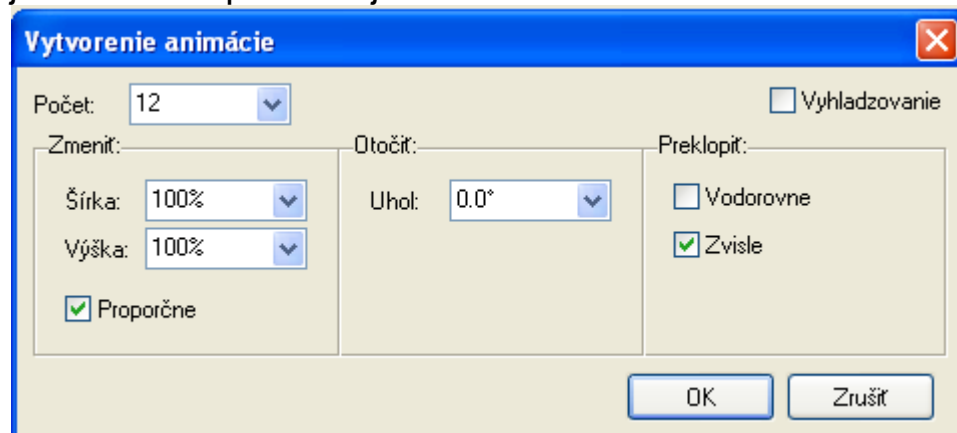 Vytvorenie animácie
Počet: 12 Vyhladzovanie
Zmeniť: Otočiť: Preklopiť:
Šírka: 100% Uhol: 0.0° Vodorovne
Výška: 100% Zvisle
Proporčne
OK Zrušiť